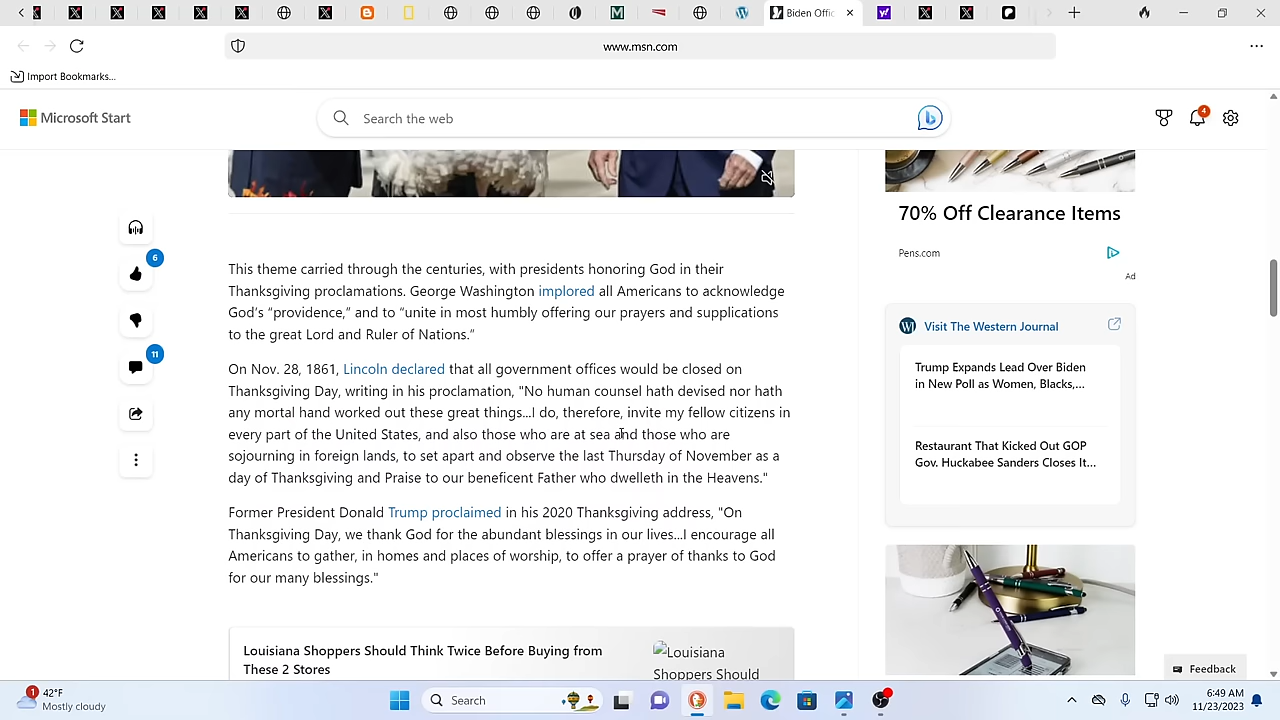 Biden Offic
www.msn.com
Import Bookmarks...
Microsoft Start
Search the web
4
70% Off Clearance Items
Pens.com
Ad
6
11
This theme carried through the centuries, with presidents honoring God in their
Thanksgiving proclamations. George Washington implored all Americans to acknowledge
God's "providence," and to "unite in most humbly offering our prayers and supplications
to the great Lord and Ruler of Nations."
On Nov. 28, 1861, Lincoln declared that all government offices would be closed on
Thanksgiving Day, writing in his proclamation, "No human counsel hath devised nor hath
any mortal hand worked out these great things...I do, therefore, invite my fellow citizens in
every part of the United States, and also those who are at sea and those who are
sojourning in foreign lands, to set apart and observe the last Thursday of November as a
day of Thanksgiving and Praise to our beneficent Father who dwelleth in the Heavens."
Former President Donald Trump proclaimed in his 2020 Thanksgiving address, "On
Thanksgiving Day, we thank God for the abundant blessings in our lives...I encourage all
Americans to gather, in homes and places of worship, to offer a prayer of thanks to God
for our many blessings."
Visit The Western Journal
Trump Expands Lead Over Biden
in New Poll as Women, Blacks,...
Restaurant That Kicked Out GOP
Gov. Huckabee Sanders Closes It...
Louisiana Shoppers Should Think Twice Before Buying from
These 2 Stores
Louisiana
Shoppers Should
Feedback
1
42°F
Mostly cloudy
Search
6:49 AM
11/23/2023